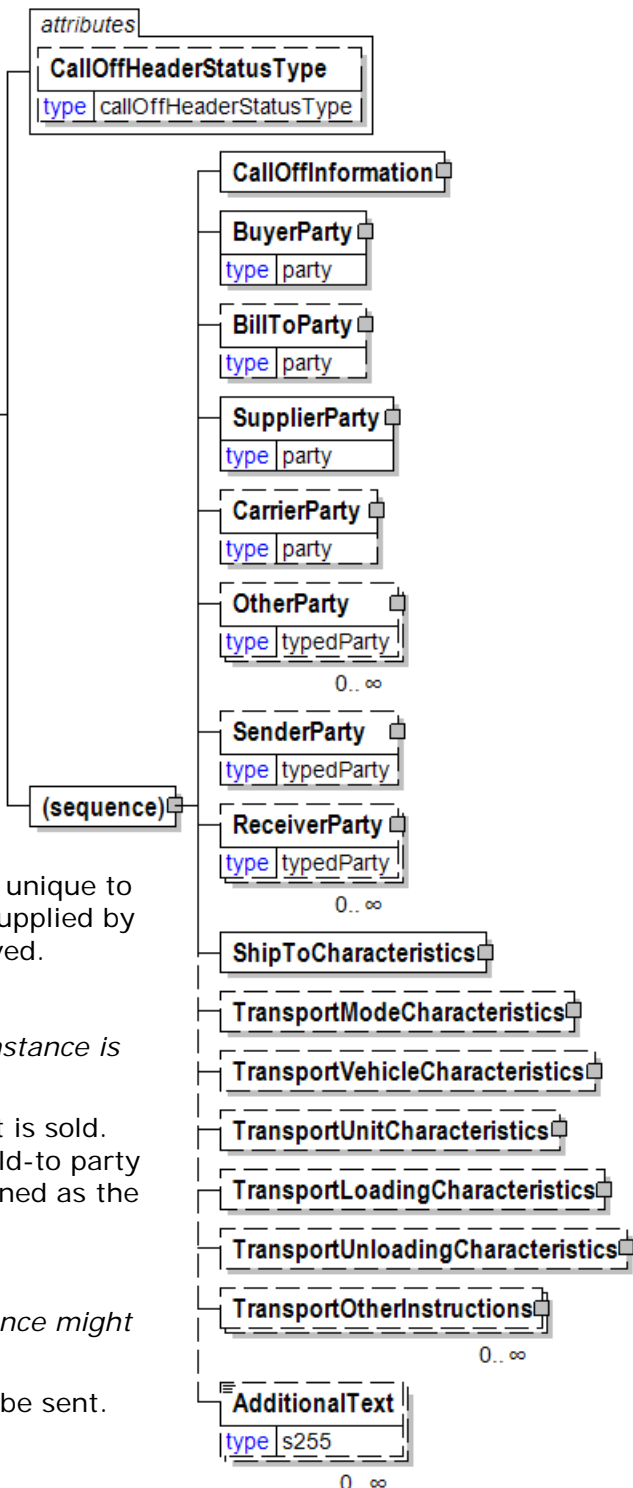 attributes
CallOffHeaderStatusType
type callOffHeaderStatusType
CallOffInformation
BuyerParty
type party
BillToParty
type party
SupplierParty
type party
CarrierParty
type party
OtherParty
type typedParty
0.. ∞
SenderParty
type typedParty
(sequence)
ReceiverParty
type typedParty
0.. ∞
ShipToCharacteristics
TransportModeCharacteristics
TransportVehicleCharacteristics
TransportUnitCharacteristics
TransportLoadingCharacteristics
TransportUnloadingCharacteristics
TransportOtherInstructions
0.. ∞
AdditionalText
type s255
0.. ∞
unique to
upplied by
ed.
stance is
t is sold.
ld-to party
ned as the
nce might
be sent.